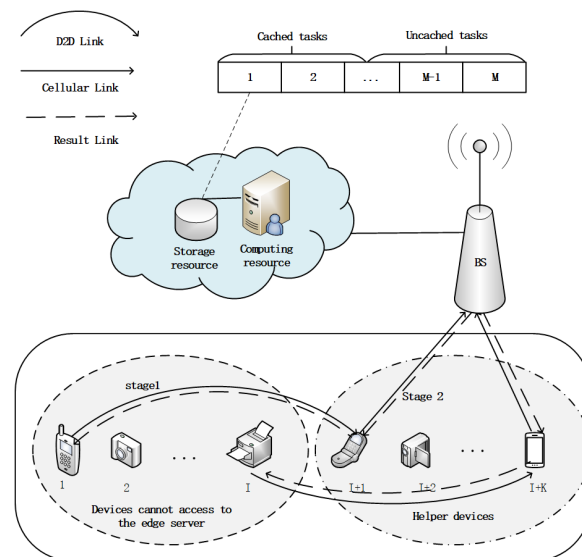 D2D Link
Cellular Link
Result Link
Cached tasks
Uncached tasks
1
2
...
M-1
M
Storage
resource
Computing
resource
BS
stage1
Stage 2
1
2
I
I+1
I+2
I+K
Devices cannot access to
the edge server
Helper devices